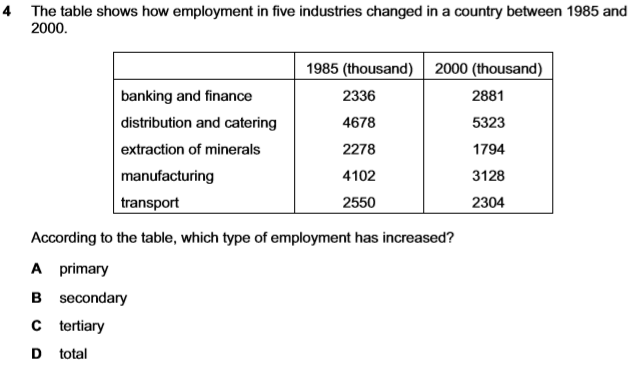 4 The table shows how employment in five industries changed in a country between 1985 and
2000.
1985 (thousand) 2000 (thousand)
banking and finance 2336 2881
distribution and catering 4678 5323
extraction of minerals 2278 1794
manufacturing 4102 3128
transport 2550 2304
According to the table, which type of employment has increased?
A primary
B secondary
C tertiary
D total